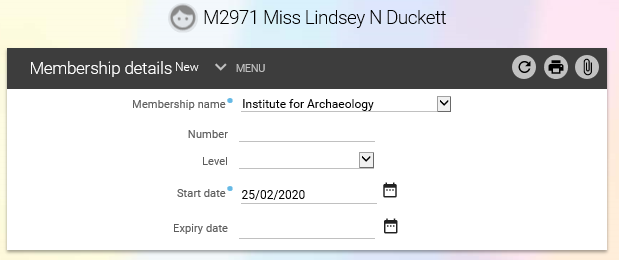 M2971 Miss Lindsey N Duckett
Membership details New MENU
Membership name Institute for Archaeology
Number
Level
Start date 25/02/2020
Expiry date